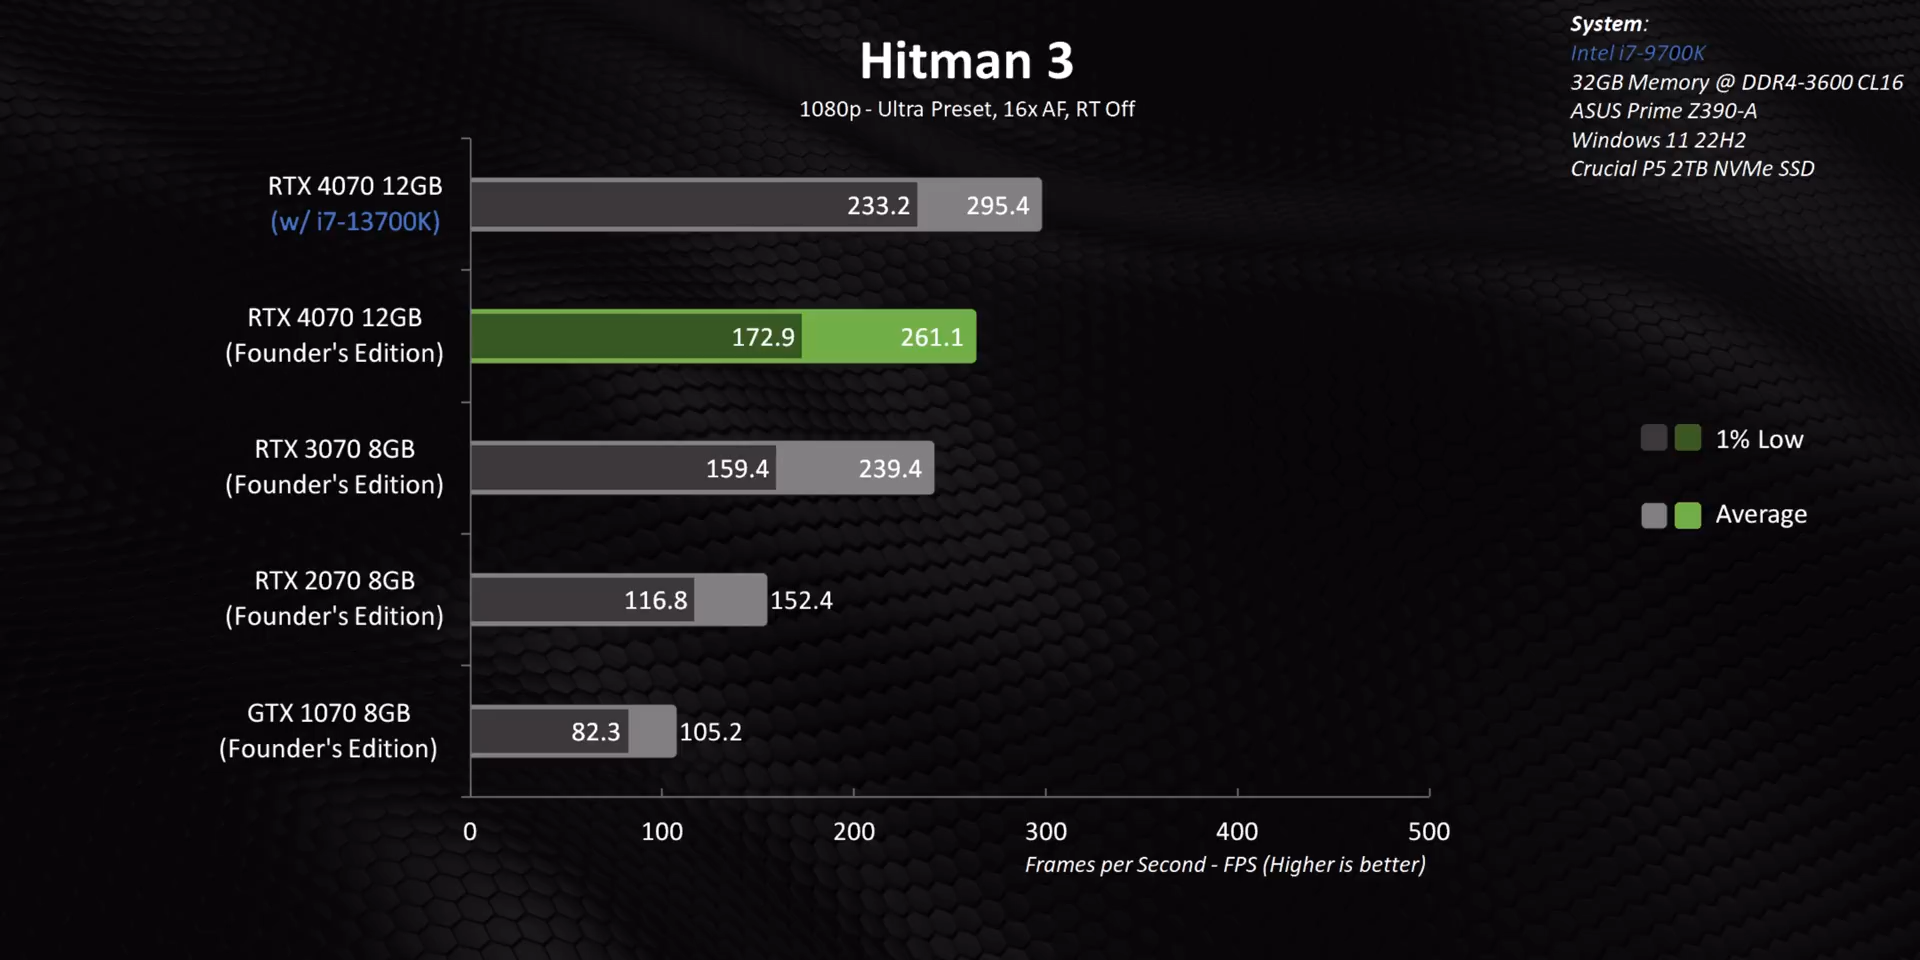 System:
Intel i7-9700K
32GB Memory @ DDR4-3600 CL16
ASUS Prime Z390-A
Windows 11 22H2
Crucial P5 2TB NVMe SSD
Hitman 3
1080p - Ultra Preset, 16x AF, RT Off
RTX 4070 12GB
(w/ i7-13700K)
233.2 295.4
RTX 4070 12GB
(Founder's Edition)
172.9 261.1
RTX 3070 8GB
(Founder's Edition)
159.4 239.4
RTX 2070 8GB
(Founder's Edition)
116.8 152.4
GTX 1070 8GB
(Founder's Edition)
82.3 105.2
1% Low
Average
0 100 200 300 400 500
Frames per Second - FPS (Higher is better)